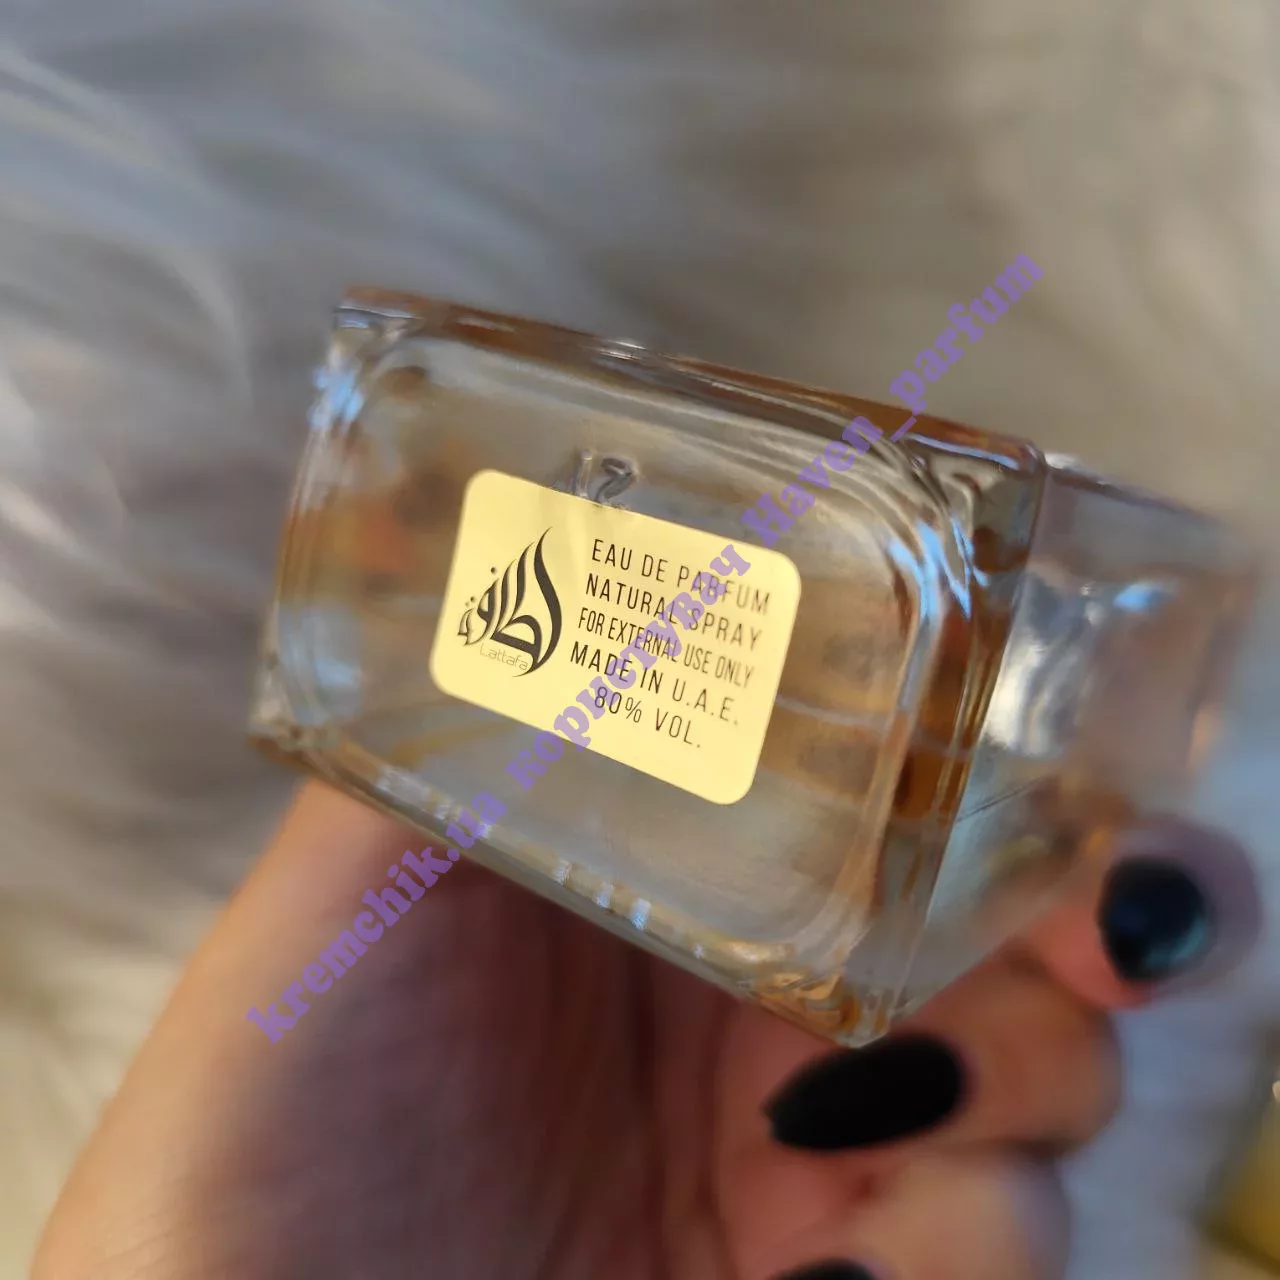 EAU DE PARFUM
NATURAL SPRAY
FOR EXTERNAL USE ONLY
MADE IN U.A.E.
80% VOL.
لطافة
Lattafa
kremchik.ua користувач Haven_parfum